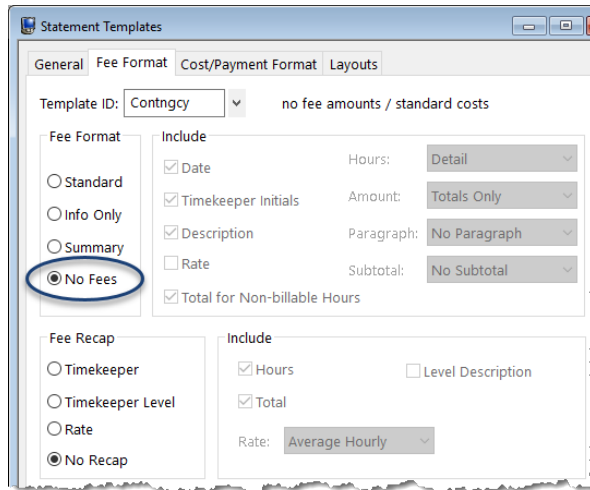 Statement Templates
General Fee Format Cost/Payment Format Layouts
Template ID: Contngcy no fee amounts / standard costs
Fee Format
Standard
Info Only
Summary
No Fees
Include
Date
Timekeeper Initials
Description
Rate
Total for Non-billable Hours
Hours: Detail
Amount: Totals Only
Paragraph: No Paragraph
Subtotal: No Subtotal
Fee Recap
Timekeeper
Timekeeper Level
Rate
No Recap
Include
Hours
Level Description
Total
Rate: Average Hourly